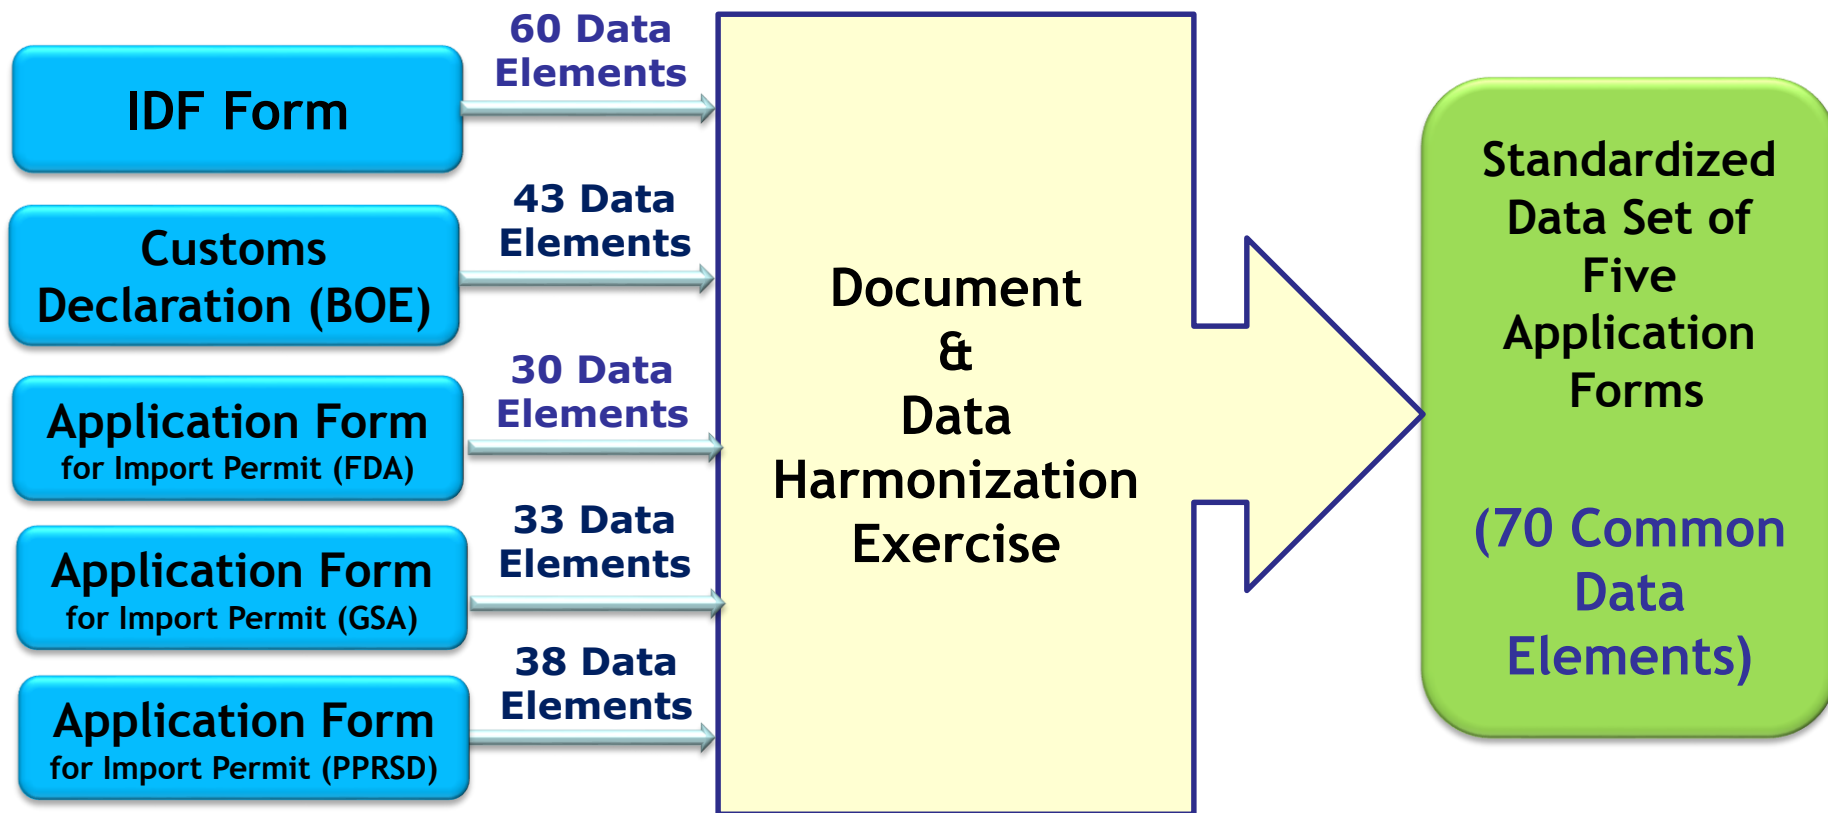 60 Data
Elements
IDF Form
43 Data
Elements
Customs
Declaration (BOE)
30 Data
Elements
Application Form
for Import Permit (FDA)
33 Data
Elements
Application Form
for Import Permit (GSA)
38 Data
Elements
Application Form
for Import Permit (PPRSD)
Document
&
Data
Harmonization
Exercise
Standardized
Data Set of
Five
Application
Forms
(70 Common
Data
Elements)